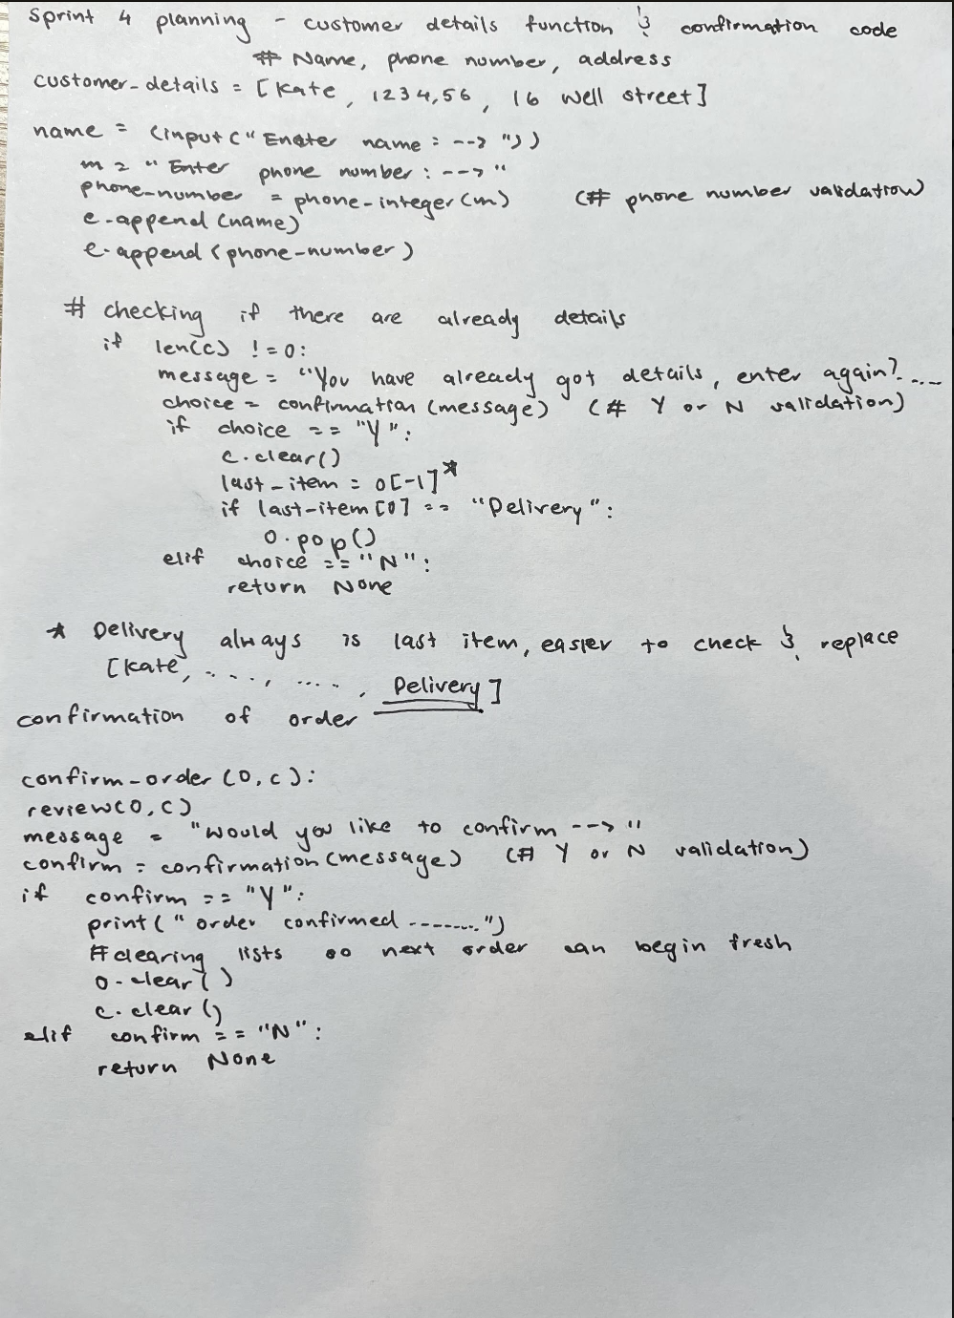 Sprint 4 planning - customer details function & confirmation code
# Name, phone number, address
customer-details = [Kate, 1234,56, 16 Well street]
name = (input("Enter name: --> "))
m = "Enter phone number: --> "
phone-number = phone-integer(m) (# phone number validation)
e.append(name)
e.append(phone-number)
# checking if there are already details
if len(c) != 0:
message = "You have already got details, enter again?....
choice = confirmation(message) (# Y or N validation)
if choice == "Y":
c.clear()
last-item = o[-1]*
if last-item[0] == "Delivery":
o.pop()
elif choice == "N":
return None
* Delivery always is last item, easier to check & replace
[Kate, ...., ...., Delivery]
confirmation of order
confirm-order(o, c):
review(o, c)
message = "Would you like to confirm --> "
confirm = confirmation(message) (# Y or N validation)
if confirm == "Y":
print(" order confirmed --------")
# clearing lists so next order can begin fresh
o.clear()
c.clear()
elif confirm == "N":
return None